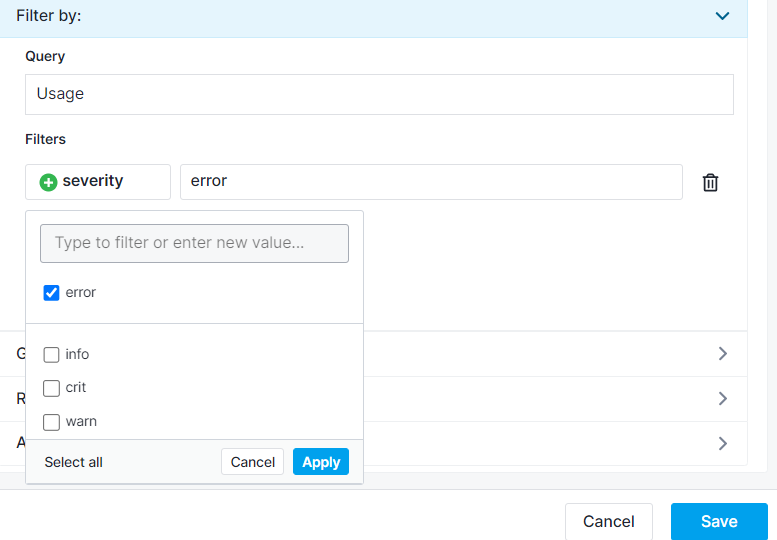 Filter by:
Query
Usage
Filters
severity error
Type to filter or enter new value...
error
G
info
crit
R
warn
A
Select all Cancel Apply
Cancel Save